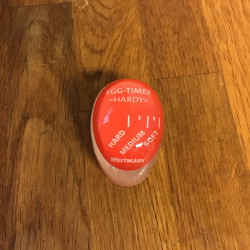 EGG-TIMER
»HARDY«
HARD
MEDIUM
SOFT
WESTMARK